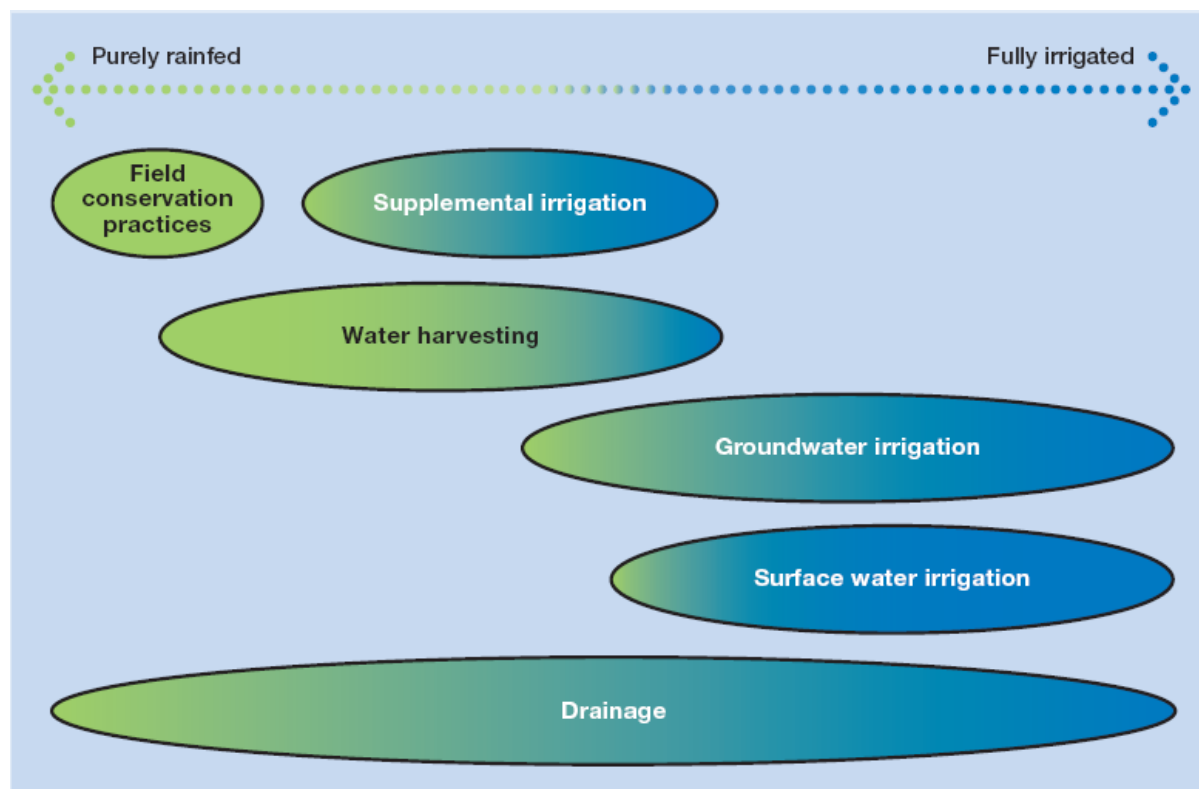 Purely rainfed
Fully irrigated
Field
conservation
practices
Supplemental irrigation
Water harvesting
Groundwater irrigation
Surface water irrigation
Drainage